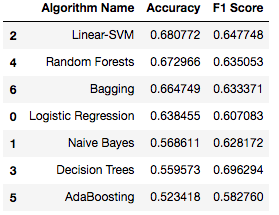 Algorithm Name Accuracy F1 Score
2 Linear-SVM 0.680772 0.647748
4 Random Forests 0.672966 0.635053
6 Bagging 0.664749 0.633371
0 Logistic Regression 0.638455 0.607083
1 Naive Bayes 0.568611 0.628172
3 Decision Trees 0.559573 0.696294
5 AdaBoosting 0.523418 0.582760